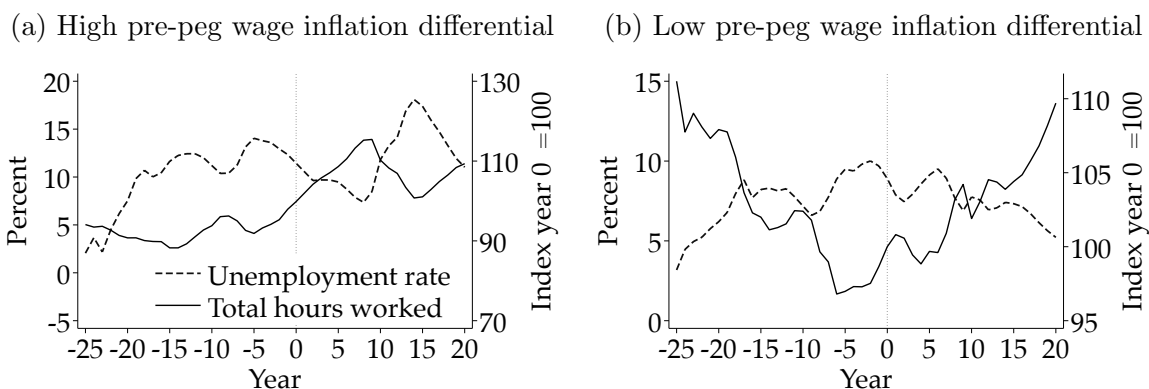 (a) High pre-peg wage inflation differential
20
15
10
5
0
-5
Percent
130
110
90
70
Index year 0 =100
Unemployment rate
Total hours worked
-25 -20 -15 -10 -5 0 5 10 15 20
Year
(b) Low pre-peg wage inflation differential
15
10
5
0
Percent
110
105
100
95
Index year 0 =100
-25 -20 -15 -10 -5 0 5 10 15 20
Year